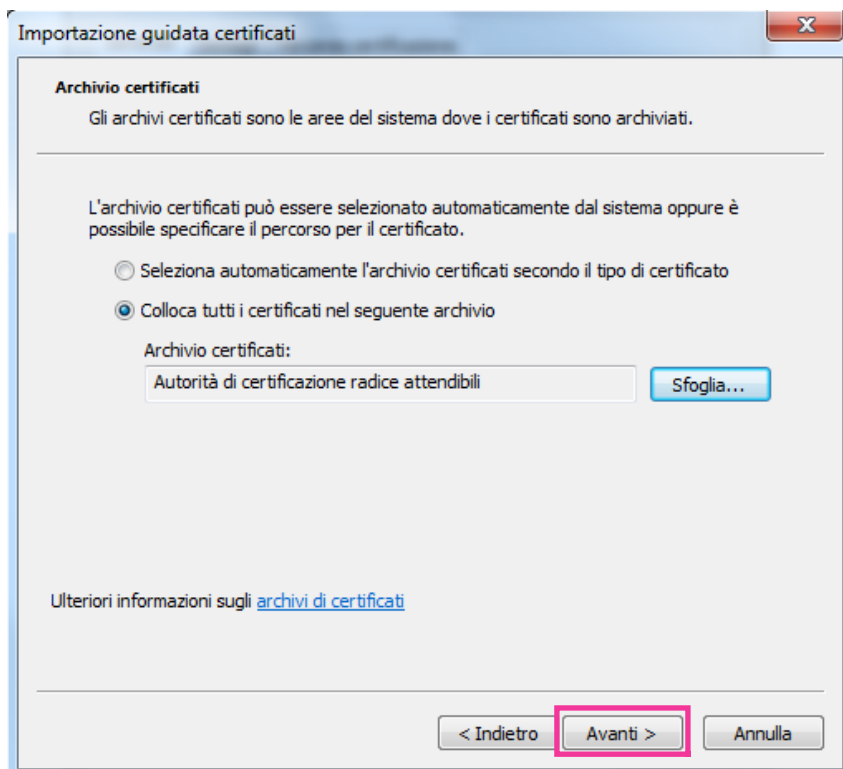 Importazione guidata certificati
Archivio certificati
Gli archivi certificati sono le aree del sistema dove i certificati sono archiviati.
L'archivio certificati può essere selezionato automaticamente dal sistema oppure è
possibile specificare il percorso per il certificato.
Seleziona automaticamente l'archivio certificati secondo il tipo di certificato
Colloca tutti i certificati nel seguente archivio
Archivio certificati:
Autorità di certificazione radice attendibili
Sfoglia...
Ulteriori informazioni sugli archivi di certificati
< Indietro
Avanti >
Annulla